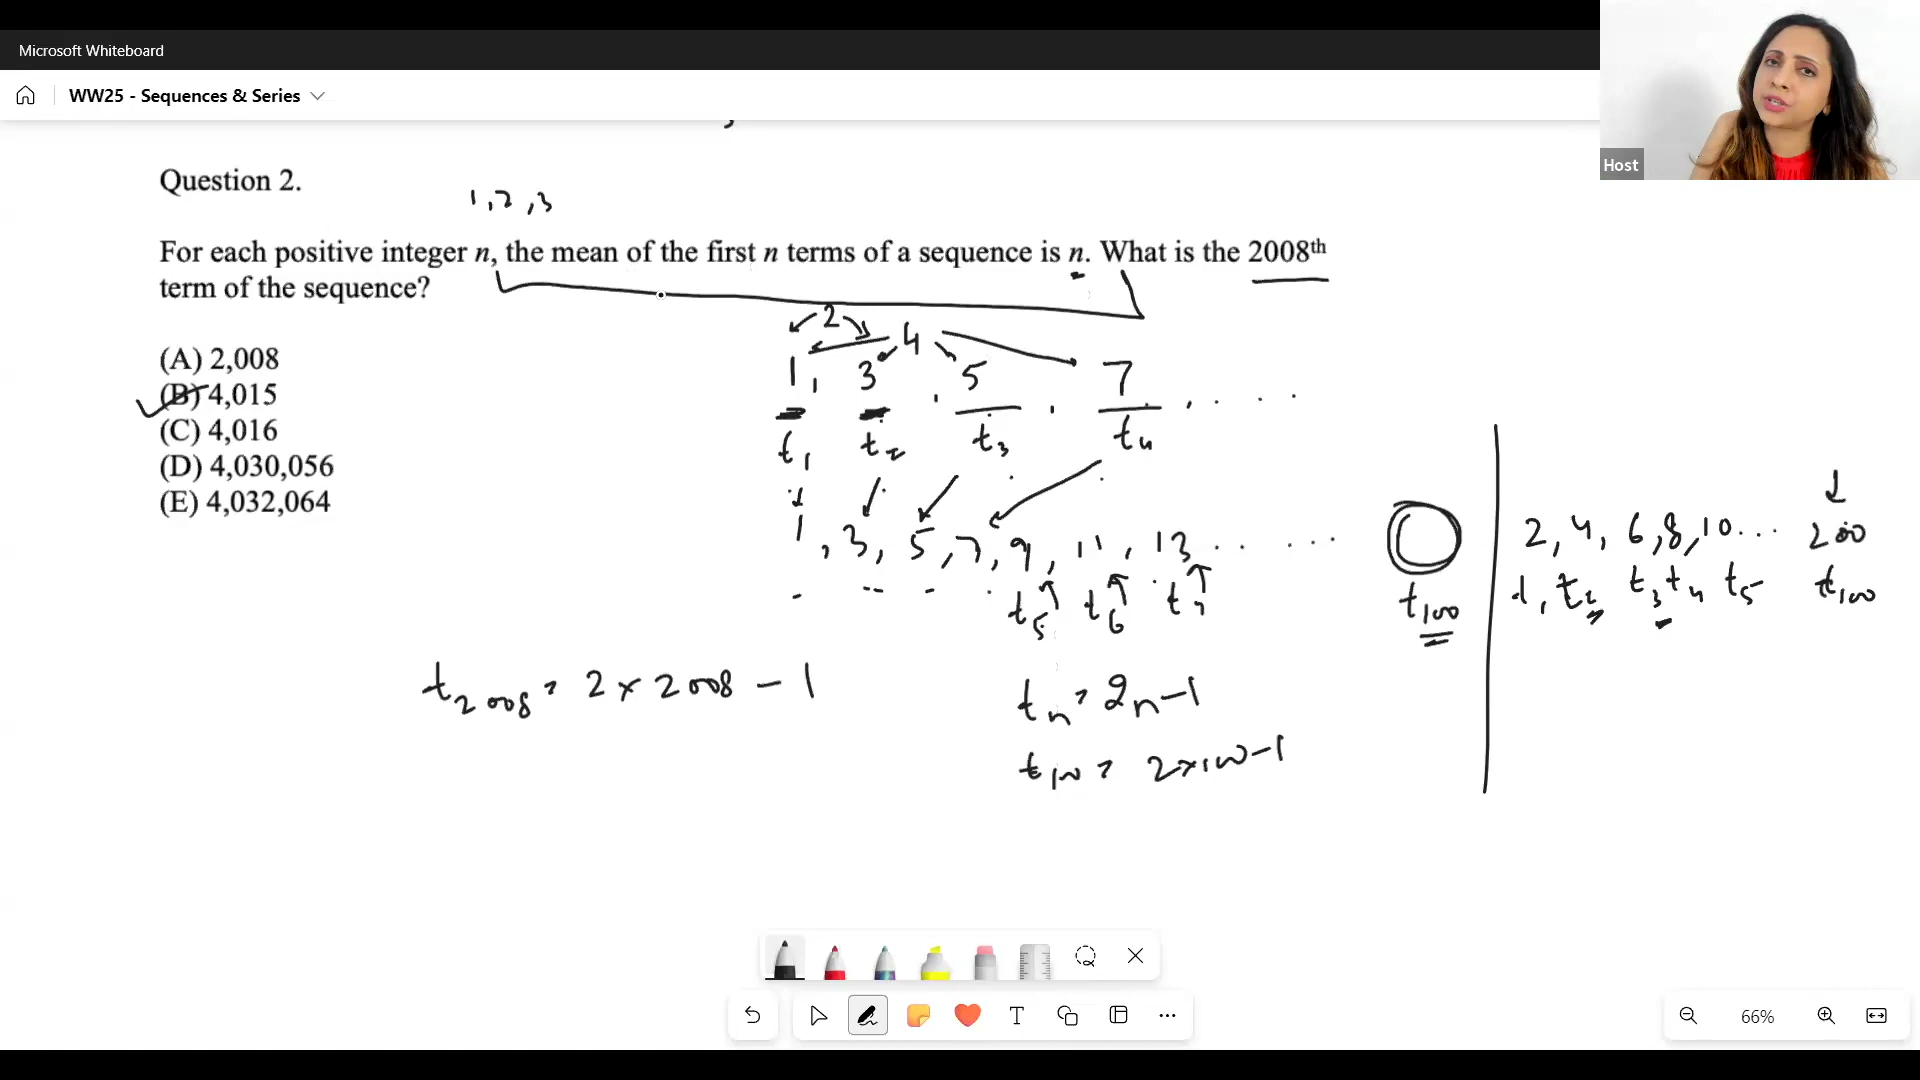 Microsoft Whiteboard
WW25 - Sequences & Series
Host
Question 2.
1, 2, 3
For each positive integer n, the mean of the first n terms of a sequence is n. What is the 2008th
term of the sequence?
(A) 2,008
(B) 4,015
(C) 4,016
(D) 4,030,056
(E) 4,032,064
2 4
1, 3, 5, 7, ....
t1 t2 t3 t4
1, 3, 5, 7, 9, 11, 13 .....
t5 t6 t7
t100
2, 4, 6, 8, 10... 200
t1 t2 t3 t4 t5 t100
t2008 = 2 × 2008 - 1
tn = 2n-1
t100 = 2×100-1
66%